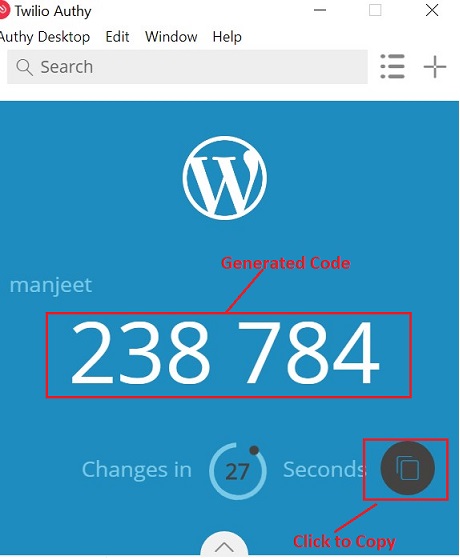 Twilio Authy
Authy Desktop Edit Window Help
Search
W
Generated Code
manjeet
238 784
Changes in 27 Seconds
Click to Copy